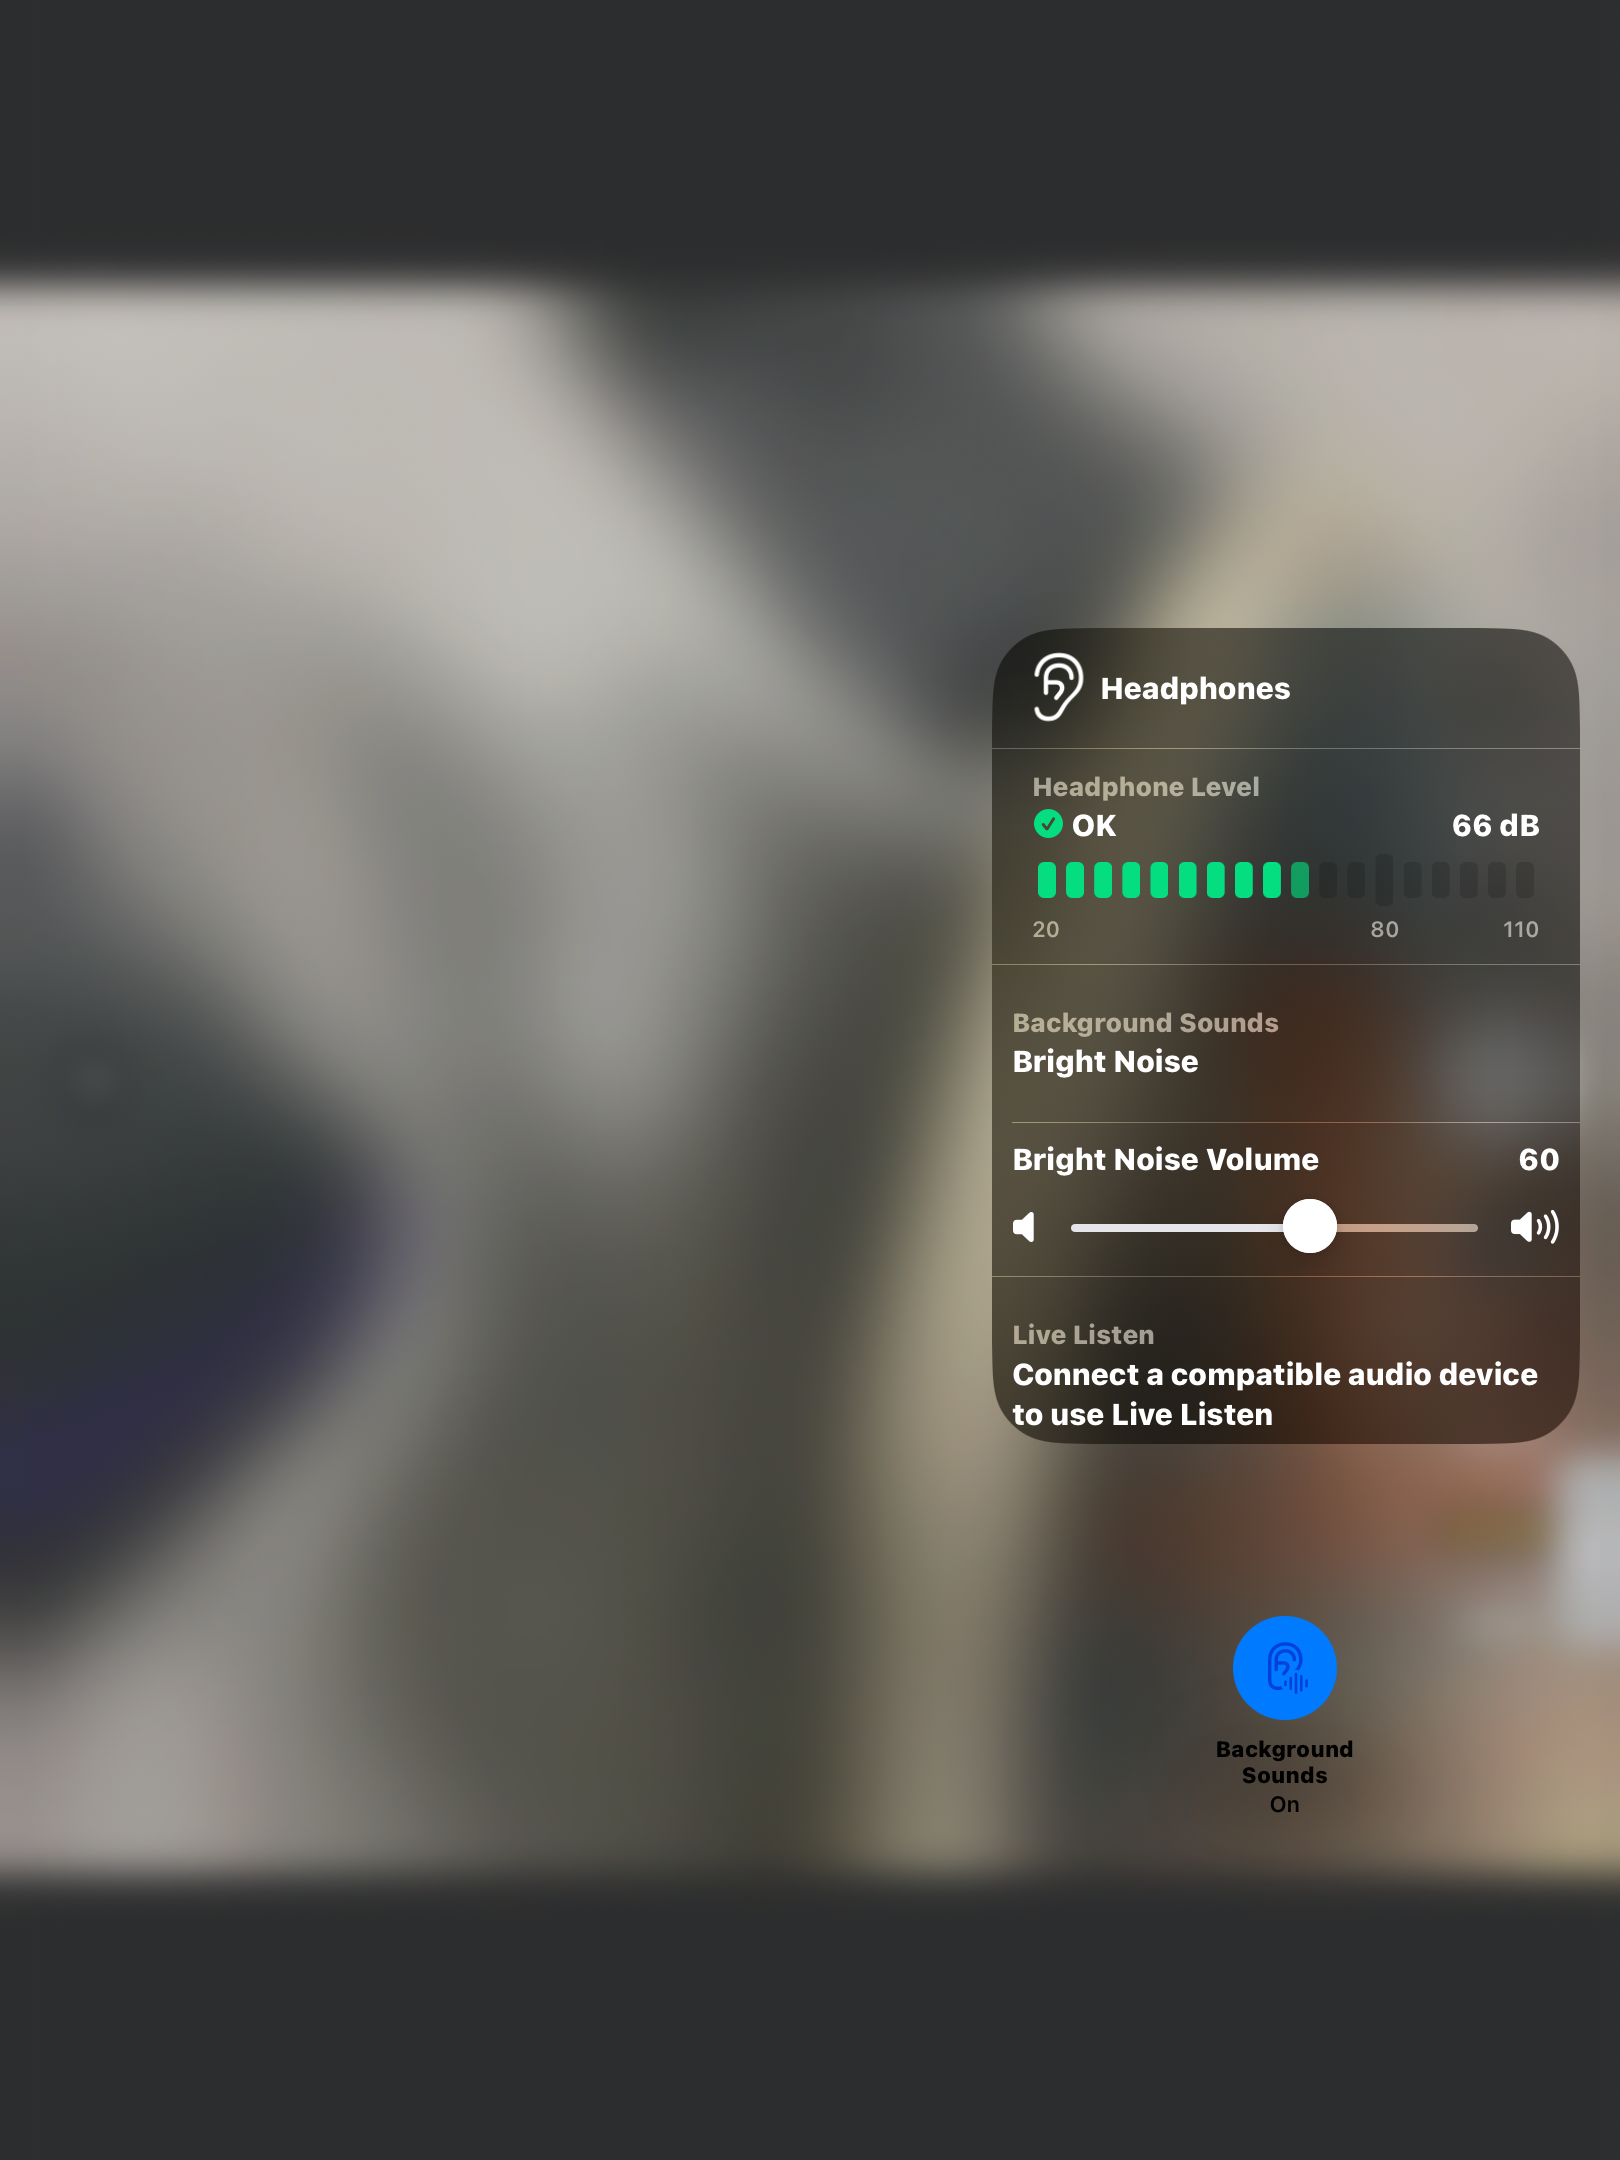 Headphones
Headphone Level
OK 66 dB
20 80 110
Background Sounds
Bright Noise
Bright Noise Volume 60
Live Listen
Connect a compatible audio device
to use Live Listen
Background
Sounds
On